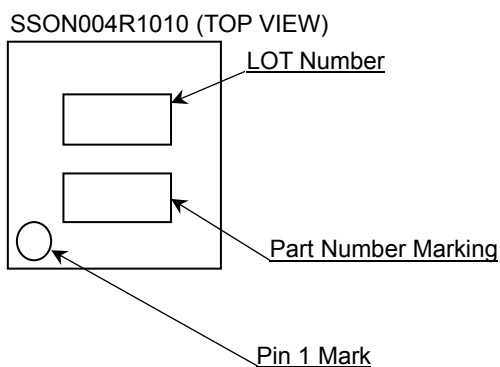 SSON004R1010 (TOP VIEW)
LOT Number
Part Number Marking
Pin 1 Mark